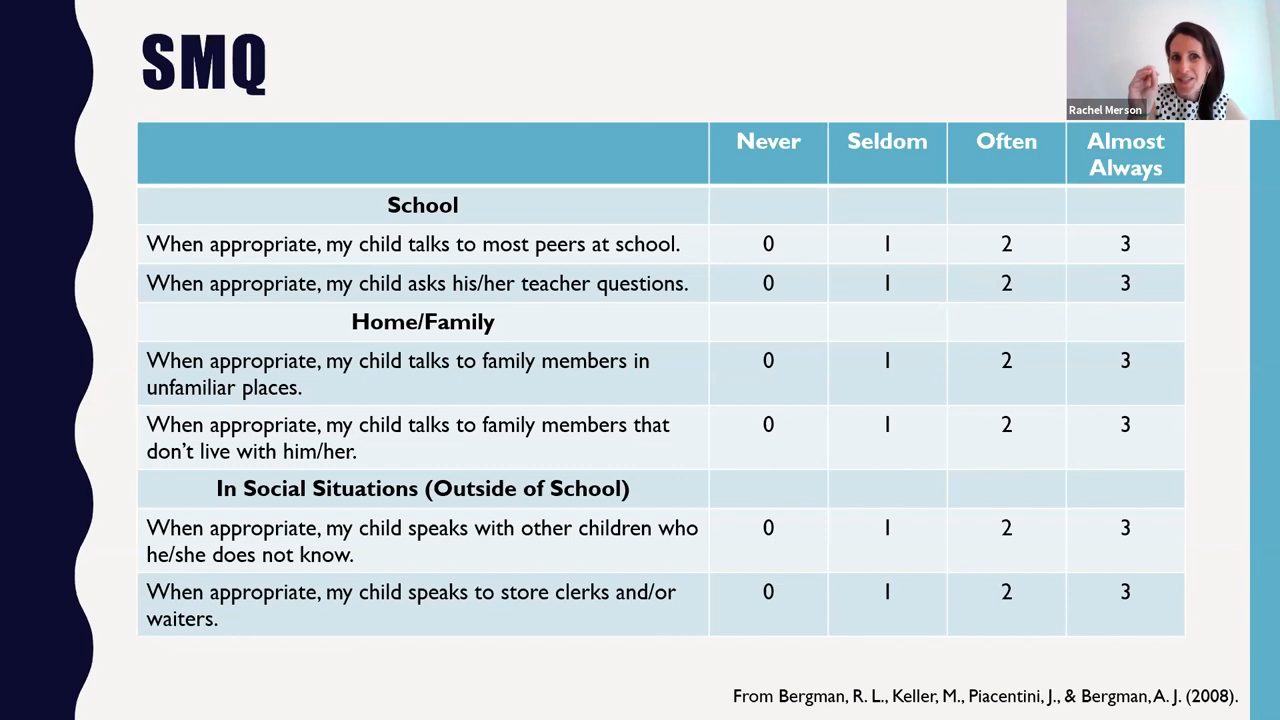 SMQ
Rachel Merson
Never Seldom Often Almost
Always
School
When appropriate, my child talks to most peers at school. 0 1 2 3
When appropriate, my child asks his/her teacher questions. 0 1 2 3
Home/Family
When appropriate, my child talks to family members in 0 1 2 3
unfamiliar places.
When appropriate, my child talks to family members that 0 1 2 3
don't live with him/her.
In Social Situations (Outside of School)
When appropriate, my child speaks with other children who 0 1 2 3
he/she does not know.
When appropriate, my child speaks to store clerks and/or 0 1 2 3
waiters.
From Bergman, R. L., Keller, M., Piacentini, J., & Bergman, A. J. (2008).